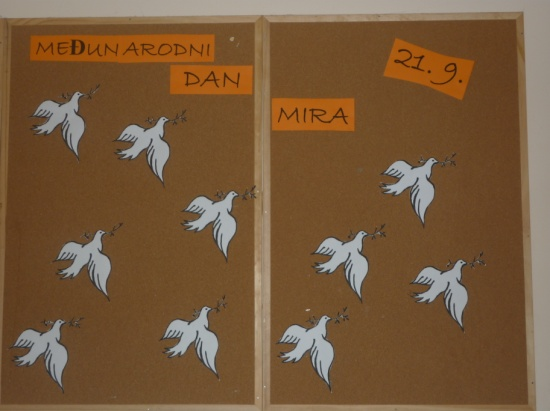 MEĐUNARODNI
DAN
MIRA
21. 9.